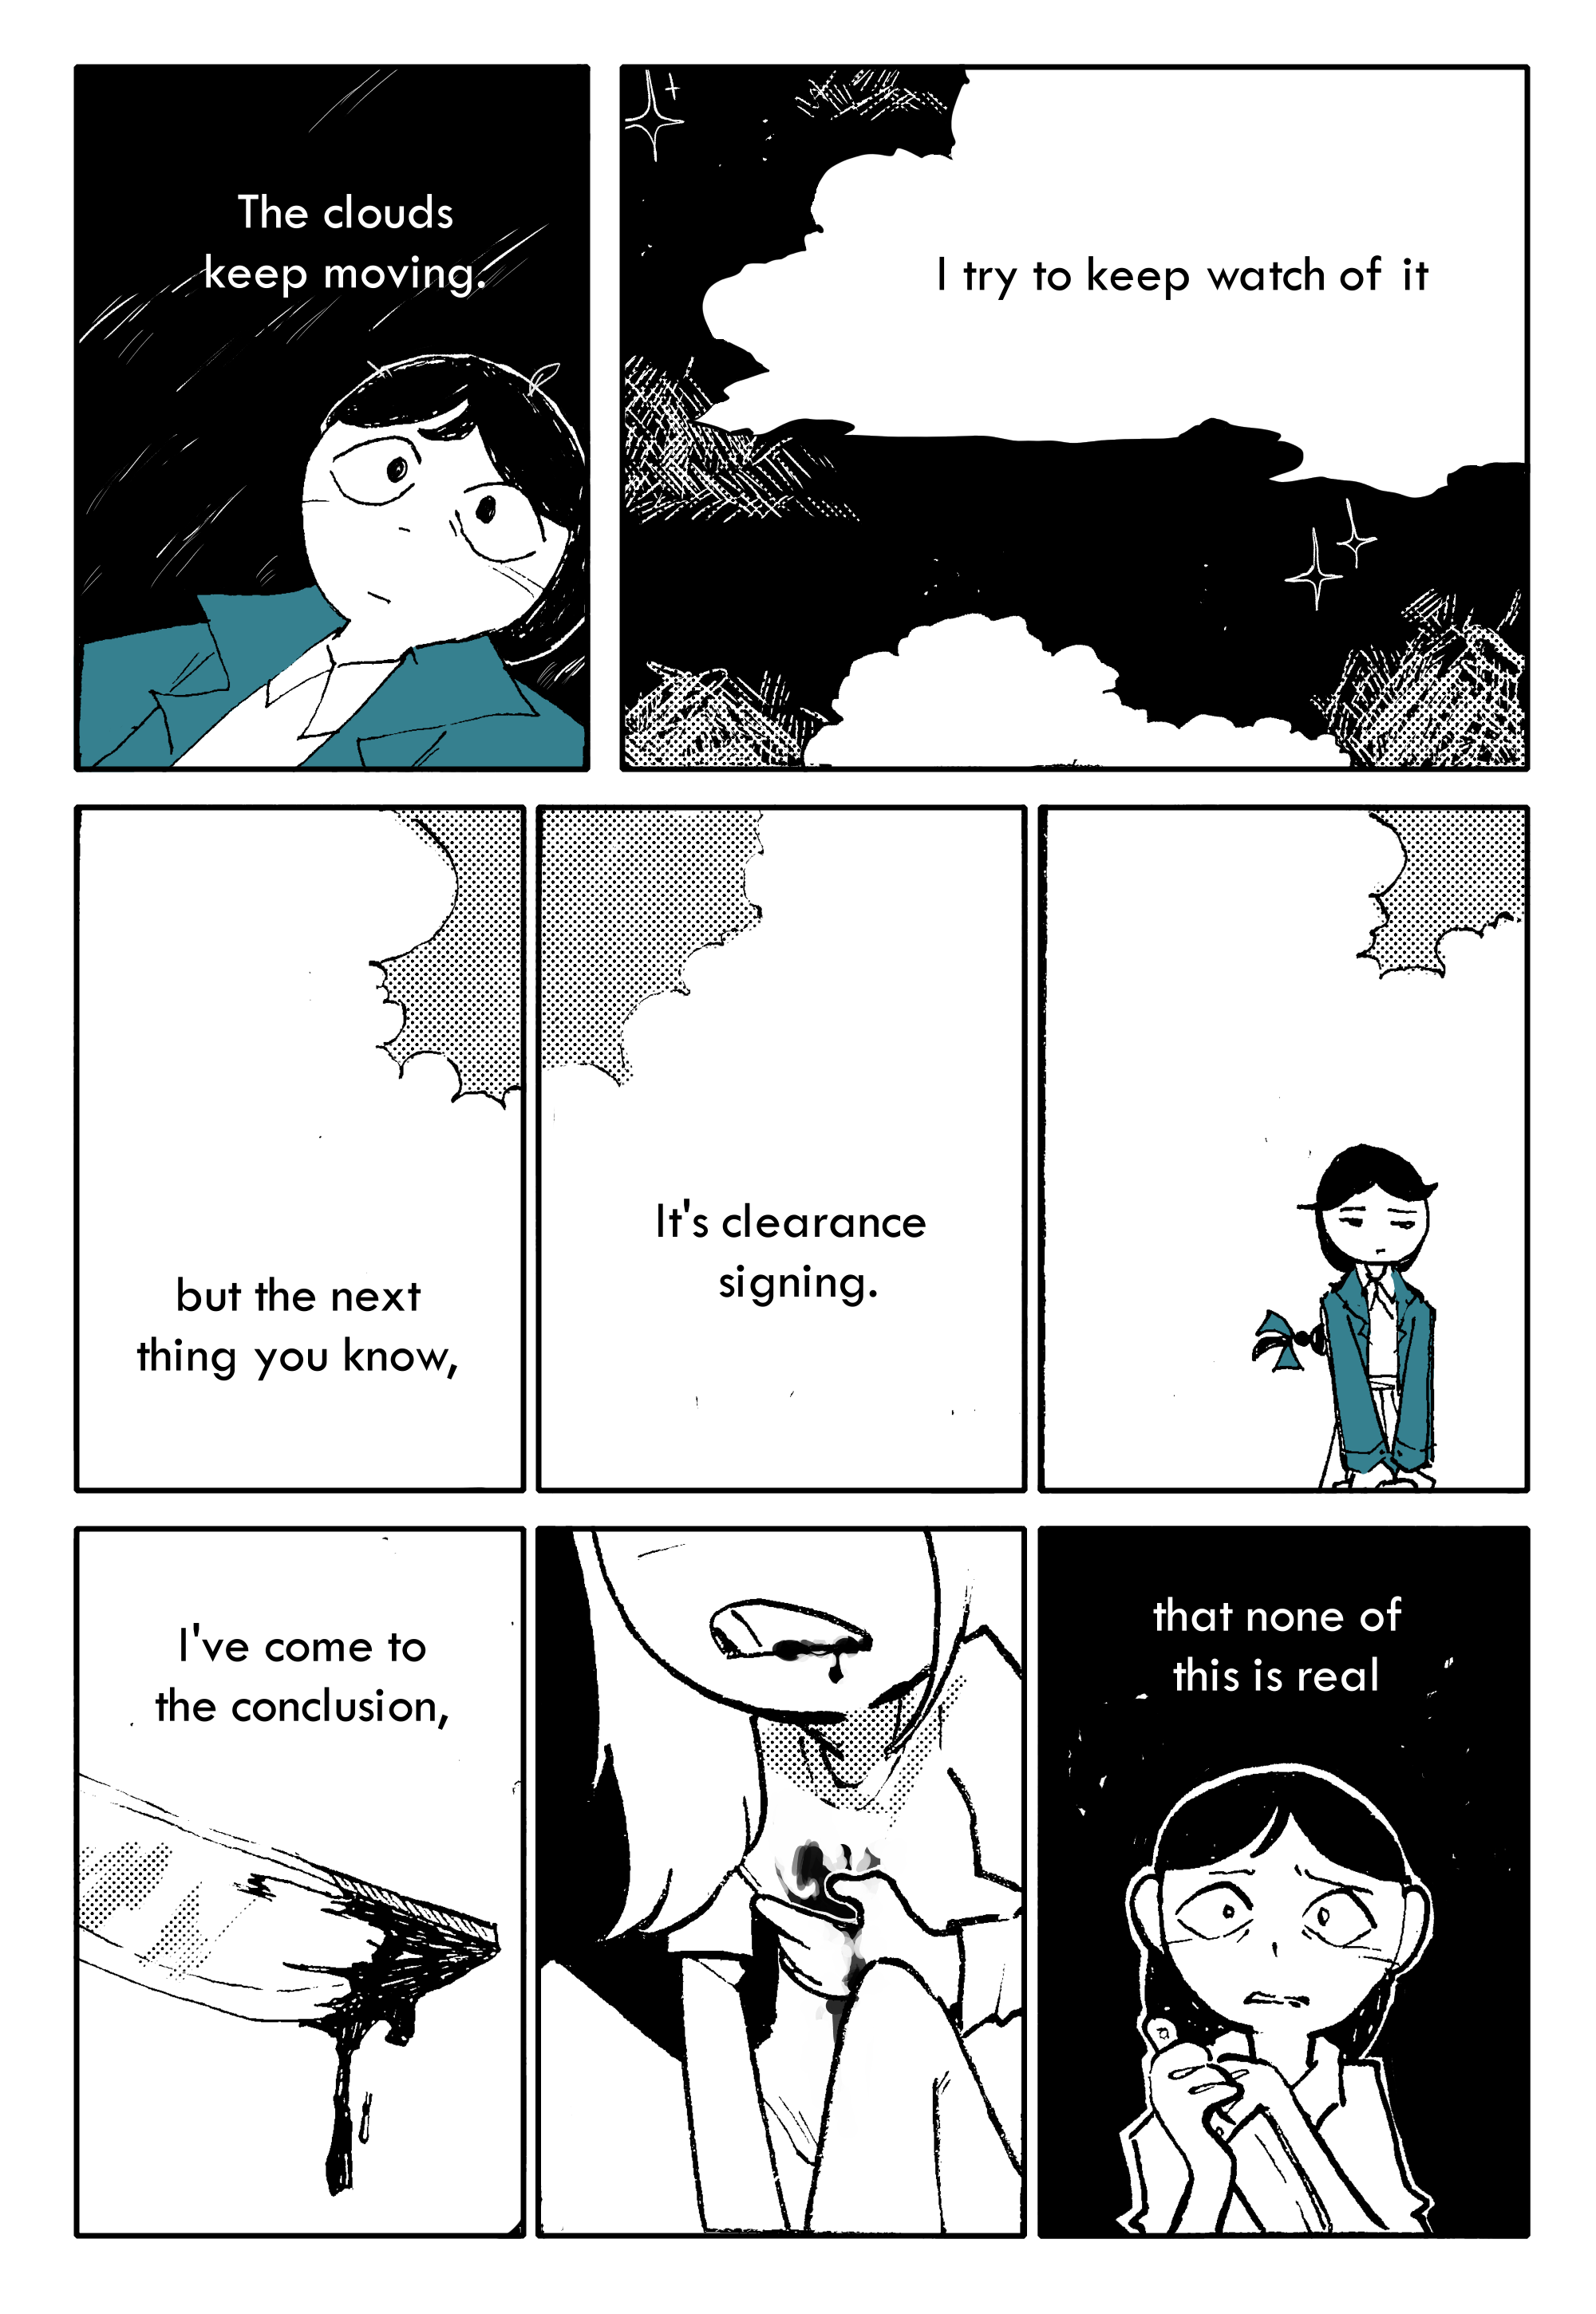 The clouds
keep moving.
I try to keep watch of it
but the next
thing you know,
It's clearance
signing.
I've come to
the conclusion,
that none of
this is real